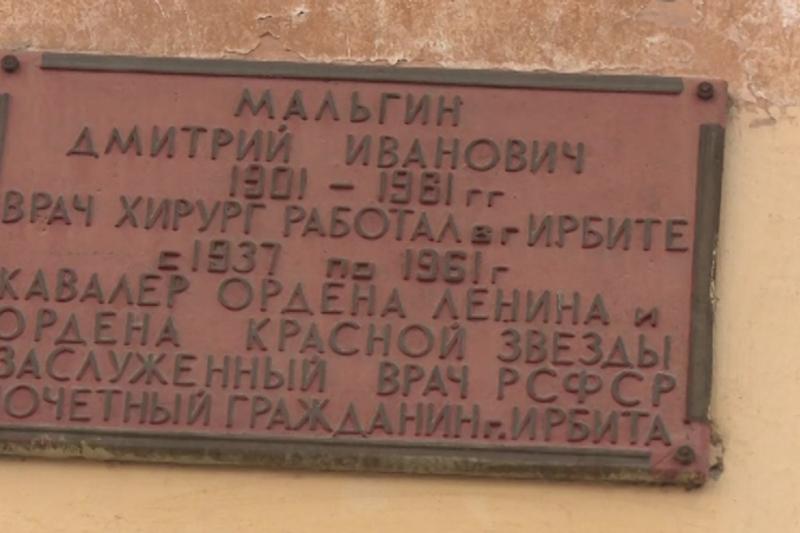 МАЛЬГИН
ДМИТРИЙ ИВАНОВИЧ
1901 – 1961 гг
ВРАЧ ХИРУРГ РАБОТАЛ в г ИРБИТЕ
с 1937 по 1961 г
КАВАЛЕР ОРДЕНА ЛЕНИНА и
ОРДЕНА КРАСНОЙ ЗВЕЗДЫ
ЗАСЛУЖЕННЫЙ ВРАЧ РСФСР
ПОЧЕТНЫЙ ГРАЖДАНИН г. ИРБИТА